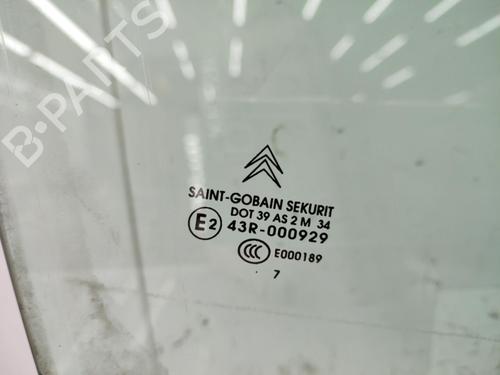 B-PARTS
SAINT-GOBAIN SEKURIT
DOT 39 AS 2 M 34
E2 43R-000929
CCC E000189
7